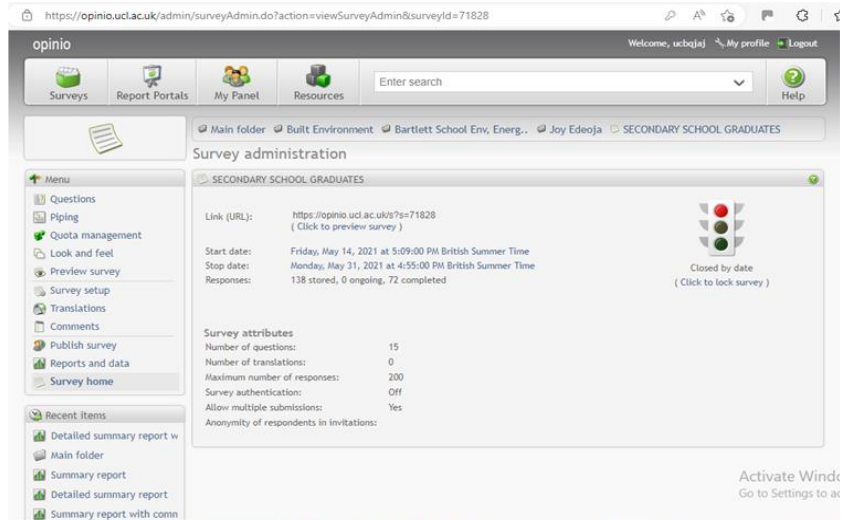 https://opinio.ucl.ac.uk/admin/surveyAdmin.do?action=viewSurveyAdmin&surveyId=71828
opinio
Welcome, ucbqjaj My profile Logout
Surveys
Report Portals
My Panel
Resources
Enter search
Help
Main folder Built Environment Bartlett School Env, Energ.. Joy Edeoja SECONDARY SCHOOL GRADUATES
Survey administration
Menu
Questions
Piping
Quota management
Look and feel
Preview survey
Survey setup
Translations
Comments
Publish survey
Reports and data
Survey home
Recent items
Detailed summary report w
Main folder
Summary report
Detailed summary report
Summary report with comn
SECONDARY SCHOOL GRADUATES
Link (URL): https://opinio.ucl.ac.uk/s?s=71828
( Click to preview survey )
Start date: Friday, May 14, 2021 at 5:09:00 PM British Summer Time
Stop date: Monday, May 31, 2021 at 4:55:00 PM British Summer Time
Responses: 138 stored, 0 ongoing, 72 completed
Closed by date
( Click to lock survey )
Survey attributes
Number of questions: 15
Number of translations: 0
Maximum number of responses: 200
Survey authentication: Off
Allow multiple submissions: Yes
Anonymity of respondents in invitations:
Activate Windo
Go to Settings to ac